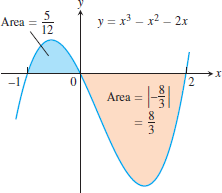 y
Area = 5/12
y = x³ − x² − 2x
−1
0
2
x
Area = |−8/3|
= 8/3